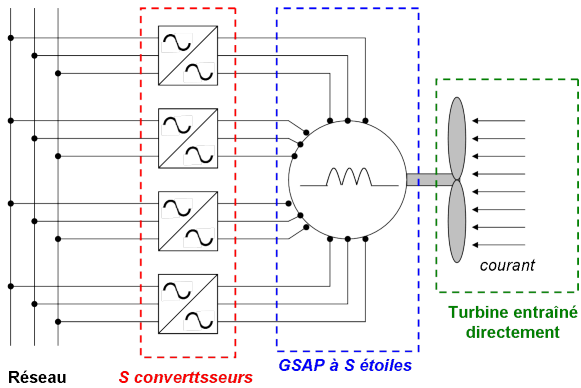 courant
Turbine entraîné
directement
GSAP à S étoiles
Réseau
S converttsseurs